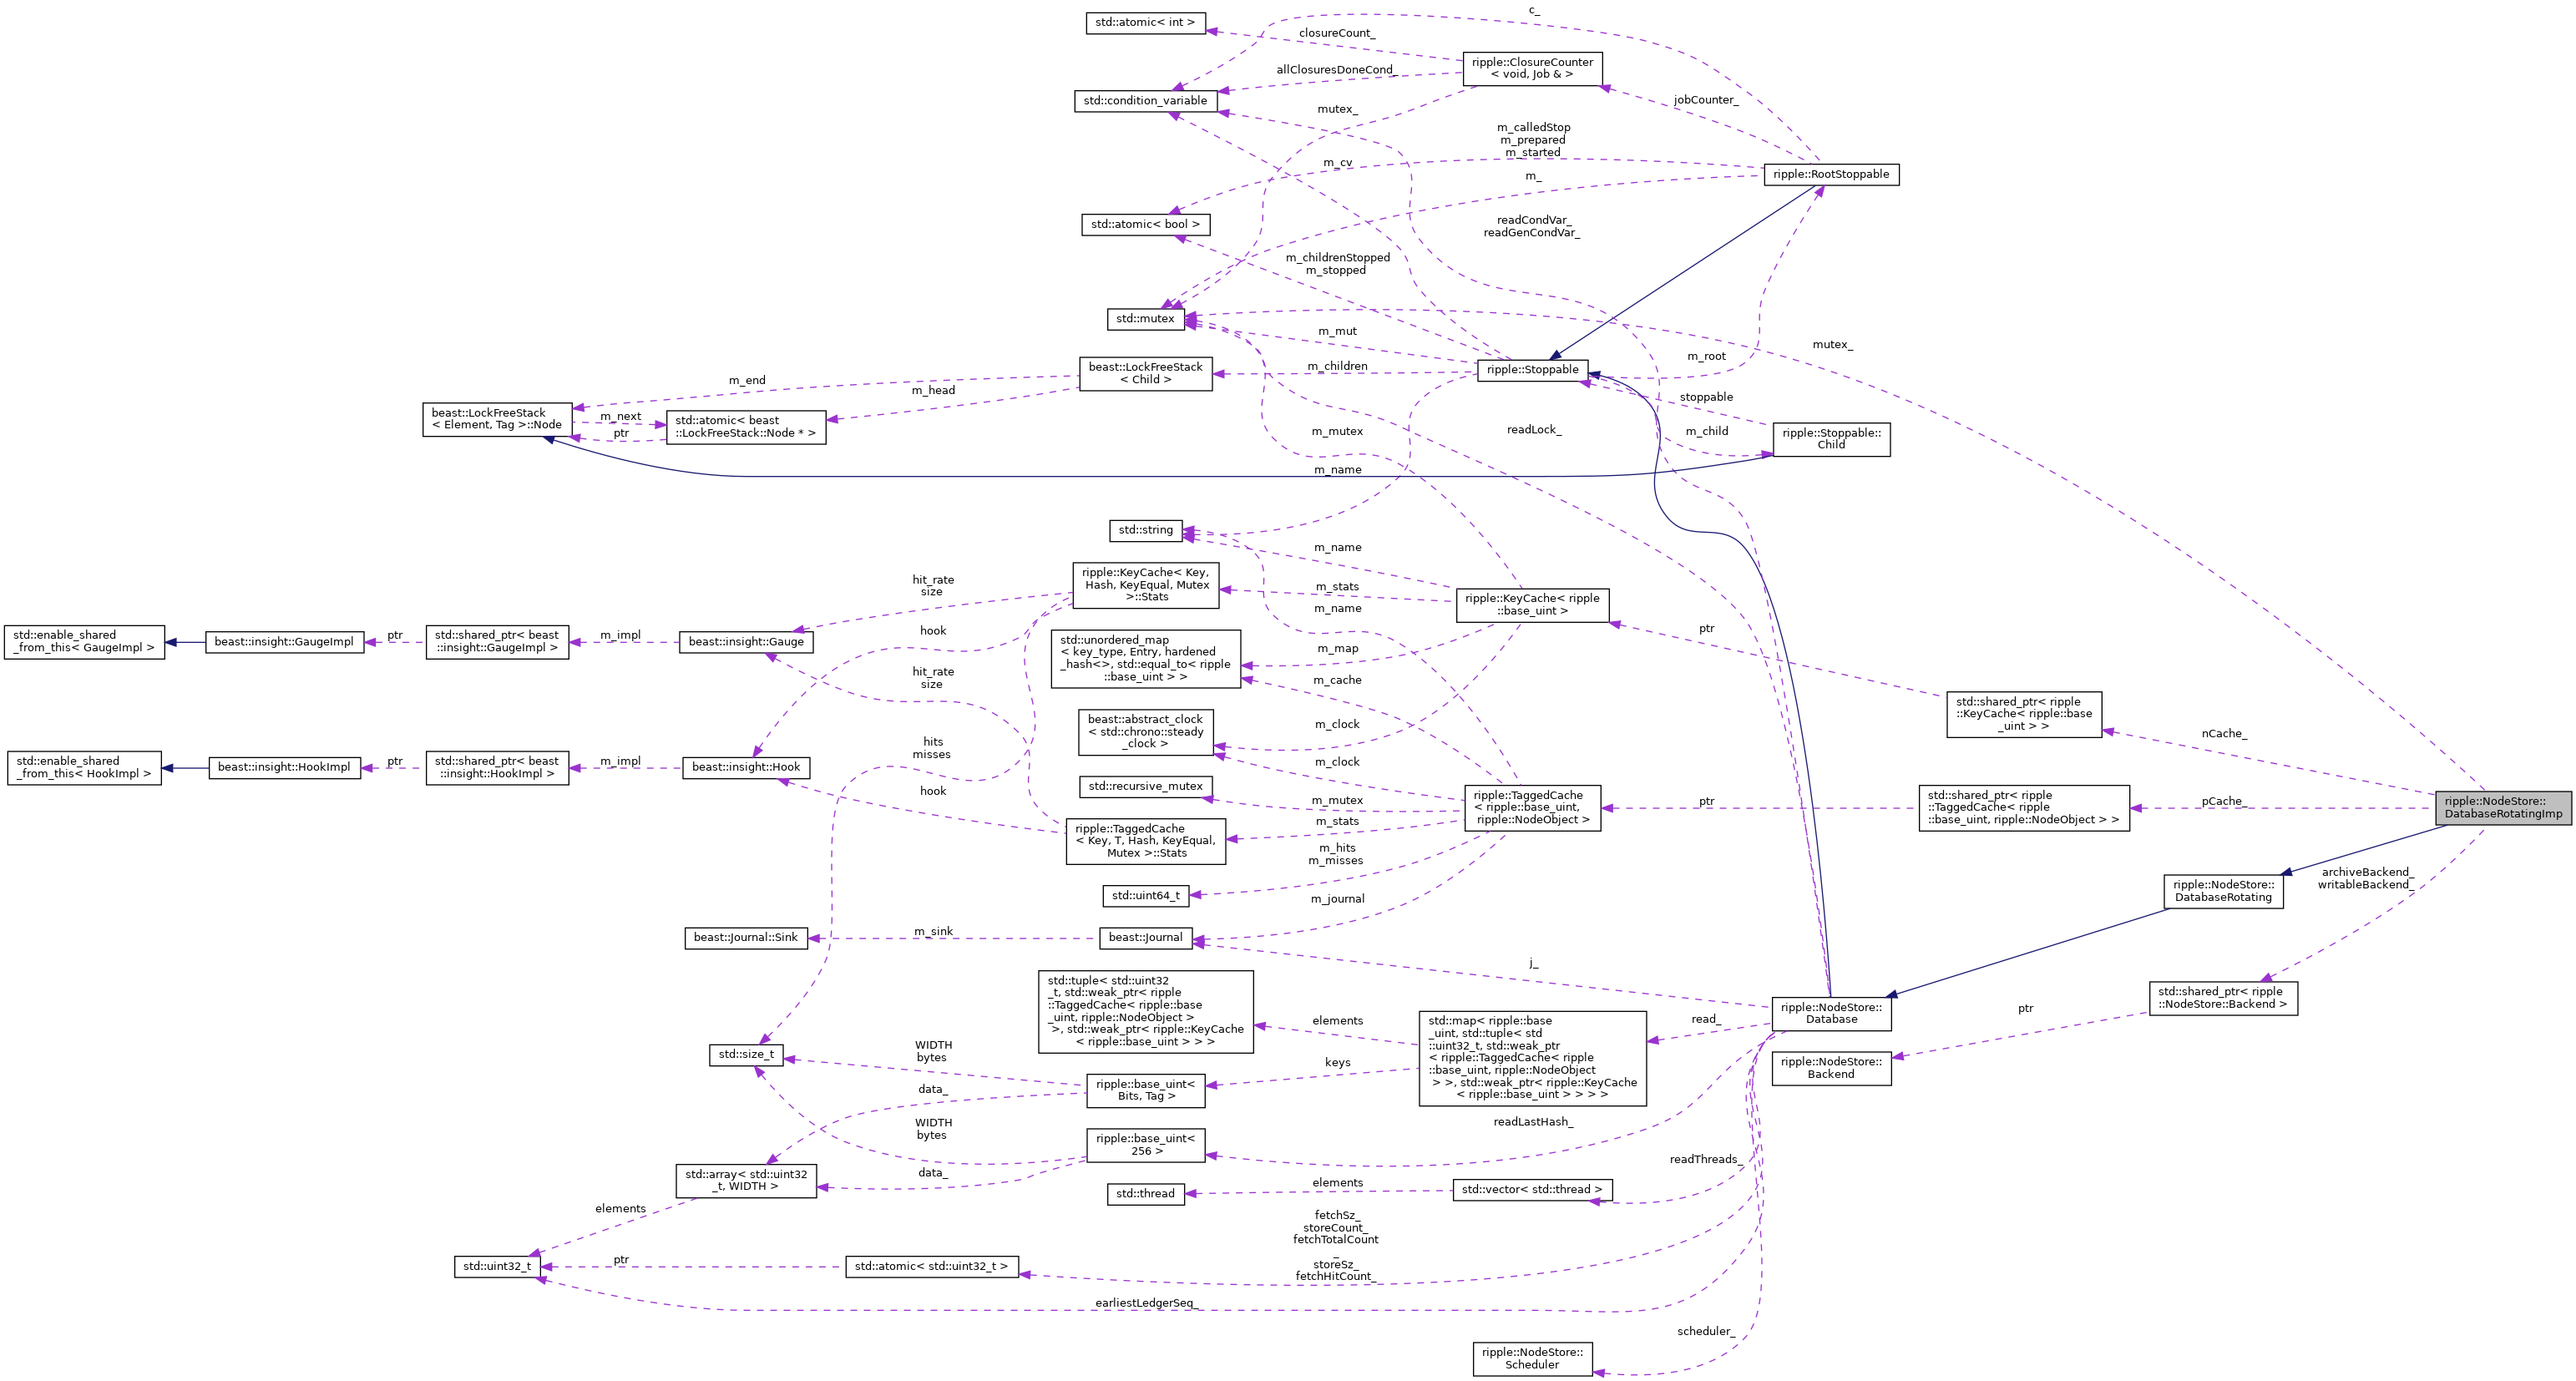 c_
std::atomic< int >
closureCount_
ripple::ClosureCounter
< void, Job & >
allClosuresDoneCond_
std::condition_variable
jobCounter_
mutex_
m_calledStop
m_prepared
m_started
m_cv
ripple::RootStoppable
m_
std::atomic< bool >
readCondVar_
readGenCondVar_
m_childrenStopped
m_stopped
std::mutex
m_mut
mutex_
m_root
beast::LockFreeStack
< Child >
m_children
ripple::Stoppable
m_end
m_head
stoppable
beast::LockFreeStack
< Element, Tag >::Node
m_next
ptr
std::atomic< beast
::LockFreeStack::Node * >
m_mutex
readLock_
m_child
ripple::Stoppable::
Child
m_name
std::string
m_name
hit_rate
size
ripple::KeyCache< Key,
Hash, KeyEqual, Mutex
>::Stats
m_stats
m_name
ripple::KeyCache< ripple
::base_uint >
ptr
hook
std::enable_shared
_from_this< GaugeImpl >
beast::insight::GaugeImpl
ptr
std::shared_ptr< beast
::insight::GaugeImpl >
m_impl
beast::insight::Gauge
std::unordered_map
< key_type, Entry, hardened
_hash<>, std::equal_to< ripple
::base_uint > >
m_map
m_cache
hit_rate
size
std::shared_ptr< ripple
::KeyCache< ripple::base
_uint > >
nCache_
beast::abstract_clock
< std::chrono::steady
_clock >
m_clock
m_clock
hits
misses
std::enable_shared
_from_this< HookImpl >
beast::insight::HookImpl
ptr
std::shared_ptr< beast
::insight::HookImpl >
m_impl
beast::insight::Hook
hook
std::recursive_mutex
m_mutex
m_stats
ripple::TaggedCache
< ripple::base_uint,
ripple::NodeObject >
ptr
std::shared_ptr< ripple
::TaggedCache< ripple
::base_uint, ripple::NodeObject > >
pCache_
ripple::NodeStore::
DatabaseRotatingImp
ripple::TaggedCache
< Key, T, Hash, KeyEqual,
Mutex >::Stats
m_hits
m_misses
std::uint64_t
m_journal
archiveBackend_
writableBackend_
ripple::NodeStore::
DatabaseRotating
beast::Journal::Sink
m_sink
beast::Journal
j_
std::tuple< std::uint32
_t, std::weak_ptr< ripple
::TaggedCache< ripple::base
_uint, ripple::NodeObject >
>, std::weak_ptr< ripple::KeyCache
< ripple::base_uint > > >
elements
keys
std::map< ripple::base
_uint, std::tuple< std
::uint32_t, std::weak_ptr
< ripple::TaggedCache< ripple
::base_uint, ripple::NodeObject
> >, std::weak_ptr< ripple::KeyCache
< ripple::base_uint > > > >
read_
ripple::NodeStore::
Database
ptr
std::shared_ptr< ripple
::NodeStore::Backend >
ripple::NodeStore::
Backend
std::size_t
WIDTH
bytes
data_
ripple::base_uint<
Bits, Tag >
WIDTH
bytes
data_
ripple::base_uint<
256 >
readLastHash_
readThreads_
std::array< std::uint32
_t, WIDTH >
std::thread
elements
std::vector< std::thread >
elements
fetchSz_
storeCount_
fetchTotalCount
_
storeSz_
fetchHitCount_
std::uint32_t
ptr
std::atomic< std::uint32_t >
earliestLedgerSeq_
scheduler_
ripple::NodeStore::
Scheduler